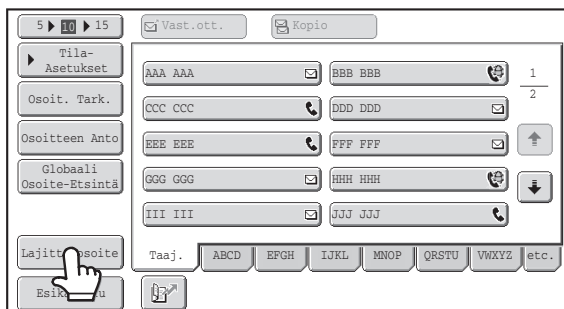 5 10 15
Vast.ott.
Kopio
Tila-
Asetukset
Osoit. Tark.
Osoitteen Anto
Globaali
Osoite-Etsintä
AAA AAA
BBB BBB
CCC CCC
DDD DDD
EEE EEE
FFF FFF
GGG GGG
HHH HHH
III III
JJJ JJJ
1
2
Taaj.
ABCD
EFGH
IJKL
MNOP
QRSTU
VWXYZ
etc.